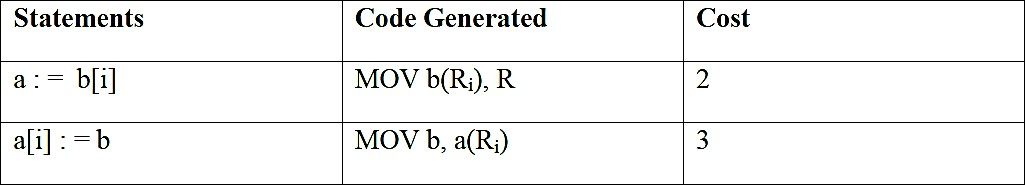 Statements Code Generated Cost
a : = b[i] MOV b(Ri), R 2
a[i] : = b MOV b, a(Ri) 3